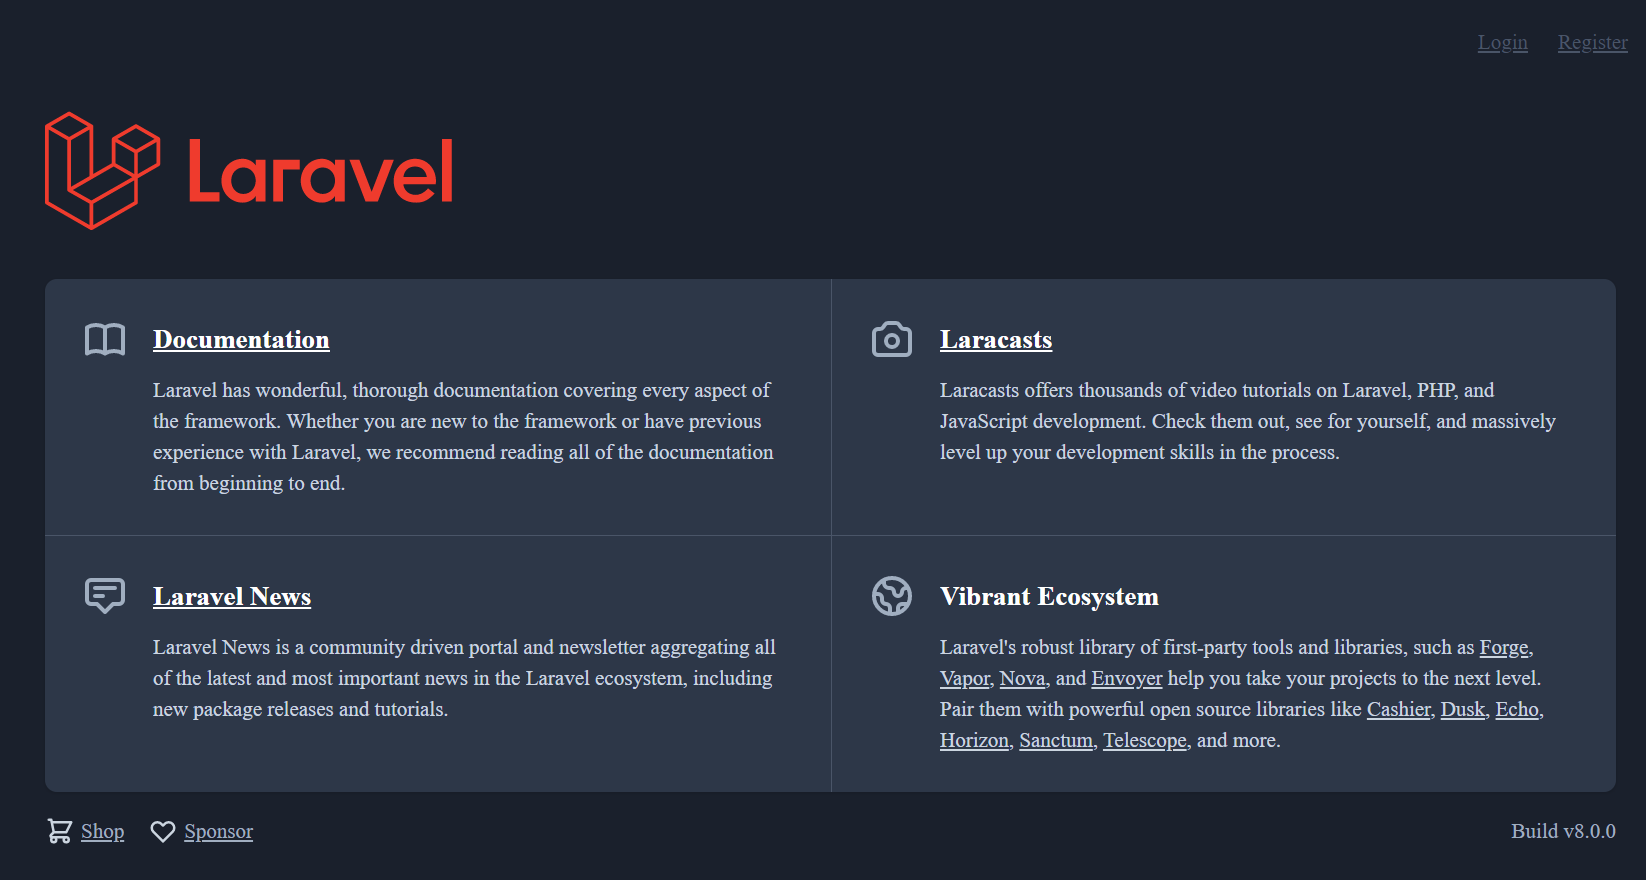 Login Register
Laravel
Documentation
Laravel has wonderful, thorough documentation covering every aspect of
the framework. Whether you are new to the framework or have previous
experience with Laravel, we recommend reading all of the documentation
from beginning to end.
Laracasts
Laracasts offers thousands of video tutorials on Laravel, PHP, and
JavaScript development. Check them out, see for yourself, and massively
level up your development skills in the process.
Laravel News
Laravel News is a community driven portal and newsletter aggregating all
of the latest and most important news in the Laravel ecosystem, including
new package releases and tutorials.
Vibrant Ecosystem
Laravel's robust library of first-party tools and libraries, such as Forge,
Vapor, Nova, and Envoyer help you take your projects to the next level.
Pair them with powerful open source libraries like Cashier, Dusk, Echo,
Horizon, Sanctum, Telescope, and more.
Shop Sponsor
Build v8.0.0